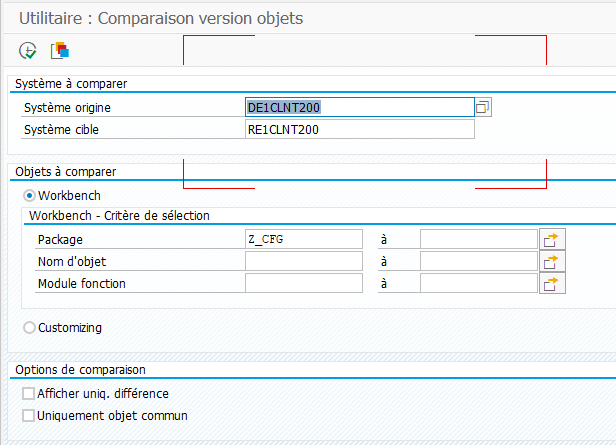 Utilitaire : Comparaison version objets
Système à comparer
Système origine DE1CLNT200
Système cible RE1CLNT200
Objets à comparer
Workbench
Workbench - Critère de sélection
Package Z_CFG à
Nom d'objet à
Module fonction à
Customizing
Options de comparaison
Afficher uniq. différence
Uniquement objet commun